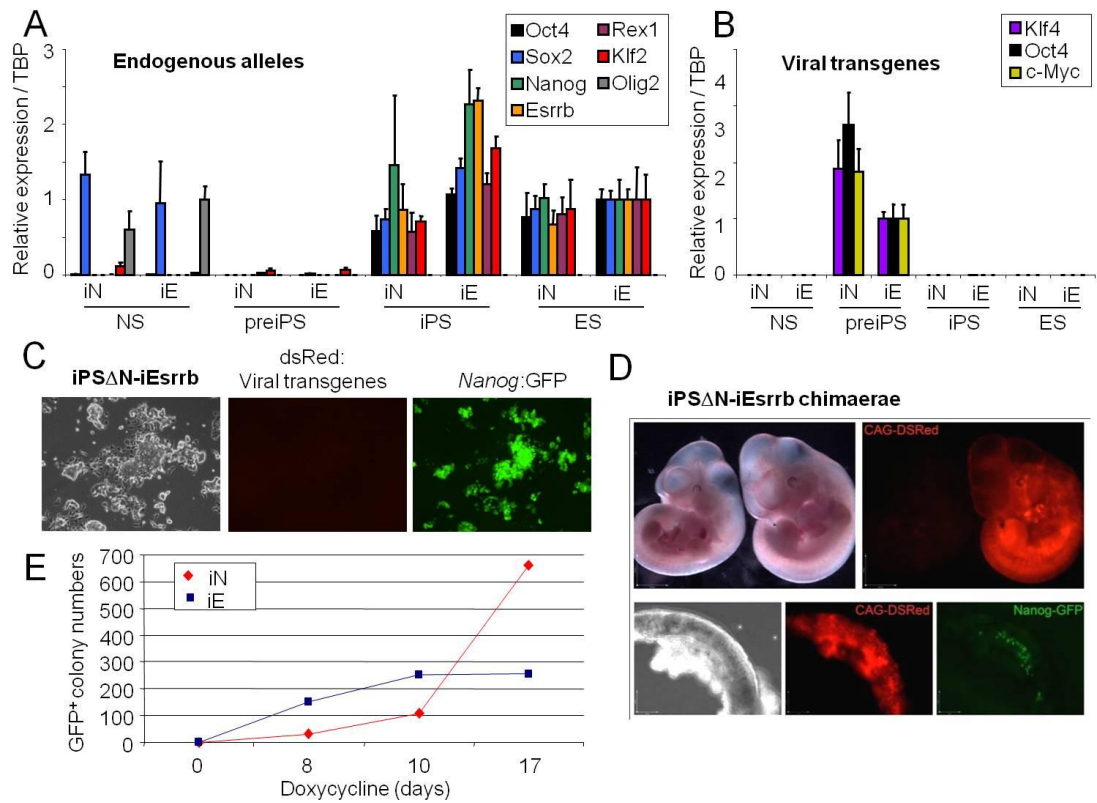 A
Endogenous alleles
Relative expression / TBP
3
2
1
0
Oct4
Sox2
Nanog
Esrrb
Rex1
Klf2
Olig2
iN iE iN iE iN iE iN iE
NS preiPS iPS ES
B
Viral transgenes
Relative expression / TBP
4
3
2
1
0
Klf4
Oct4
c-Myc
iN iE iN iE iN iE iN iE
NS preiPS iPS ES
C
iPSΔN-iEsrrb
dsRed:
Viral transgenes
Nanog:GFP
D
iPSΔN-iEsrrb chimaerae
CAG-DSRed
CAG-DSRed
Nanog-GFP
E
GFP+ colony numbers
700
600
500
400
300
200
100
0
iN
iE
0 8 10 17
Doxycycline (days)